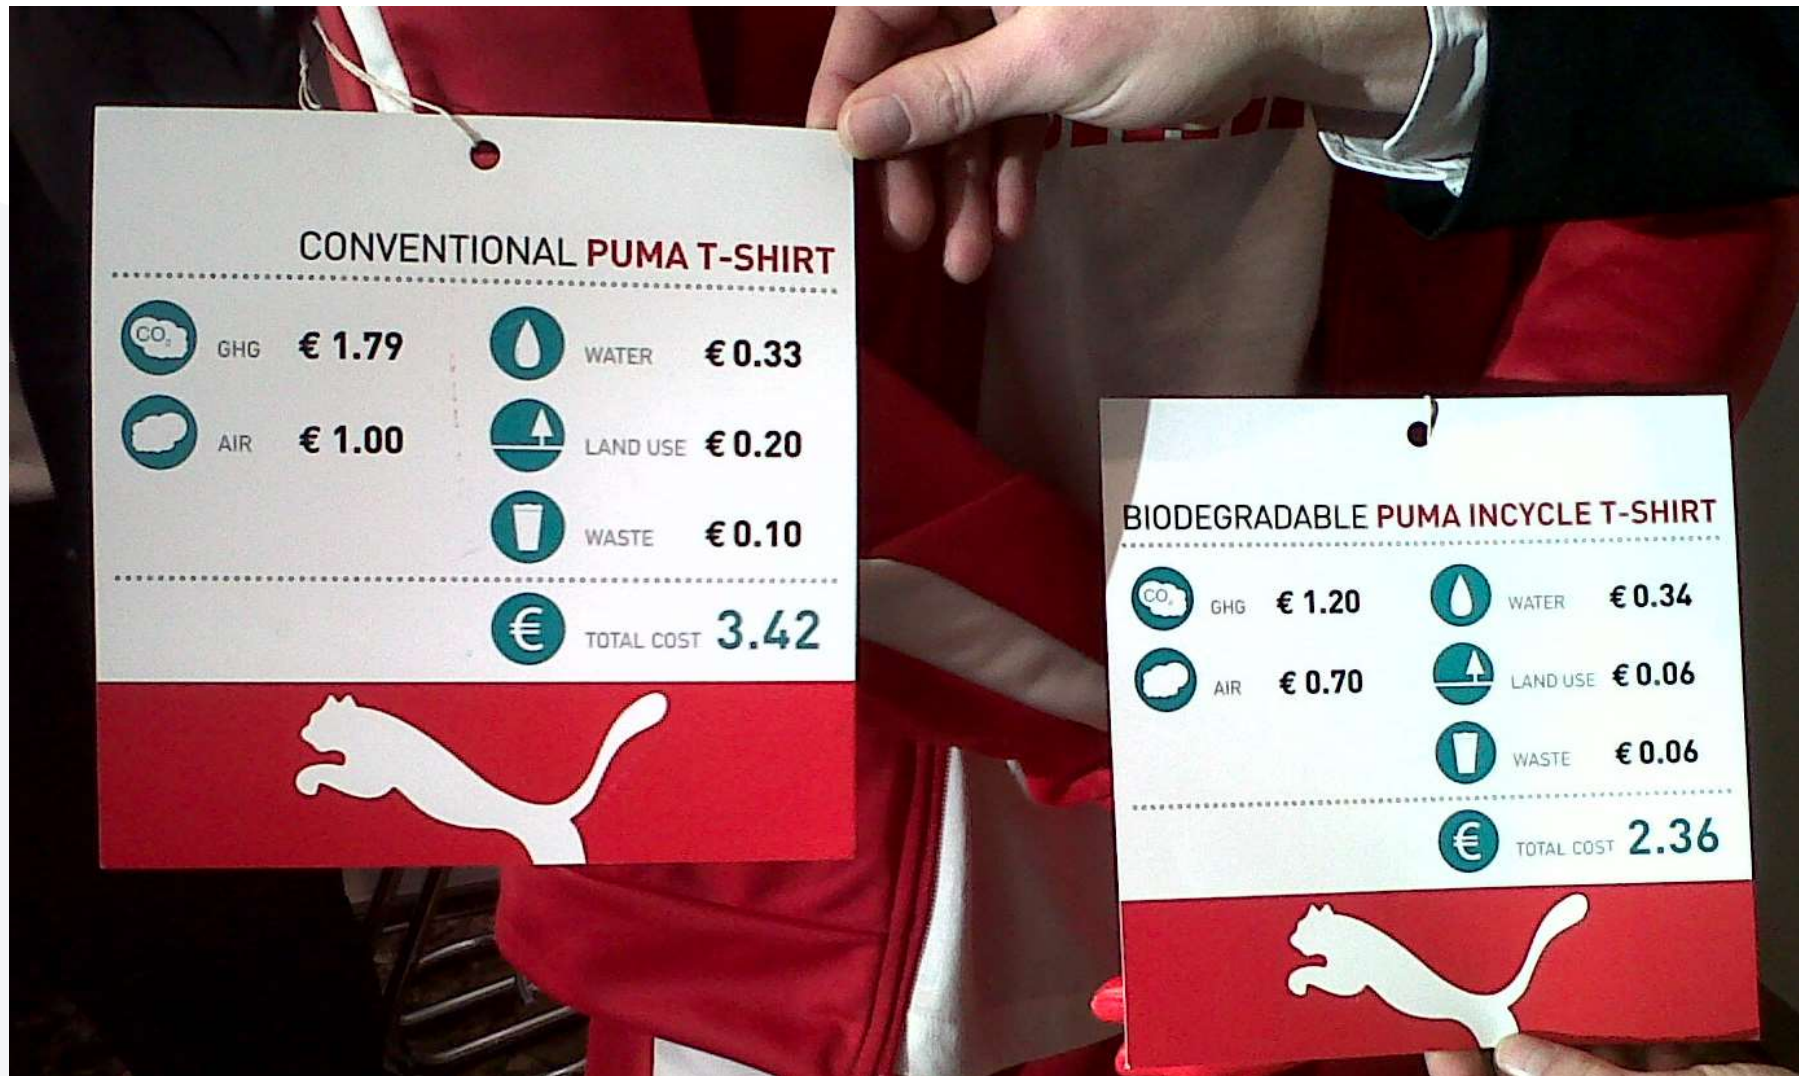 CONVENTIONAL PUMA T-SHIRT
CO₂ GHG € 1.79
AIR € 1.00
WATER € 0.33
LAND USE € 0.20
WASTE € 0.10
€ TOTAL COST 3.42
BIODEGRADABLE PUMA INCYCLE T-SHIRT
CO₂ GHG € 1.20
AIR € 0.70
WATER € 0.34
LAND USE € 0.06
WASTE € 0.06
€ TOTAL COST 2.36